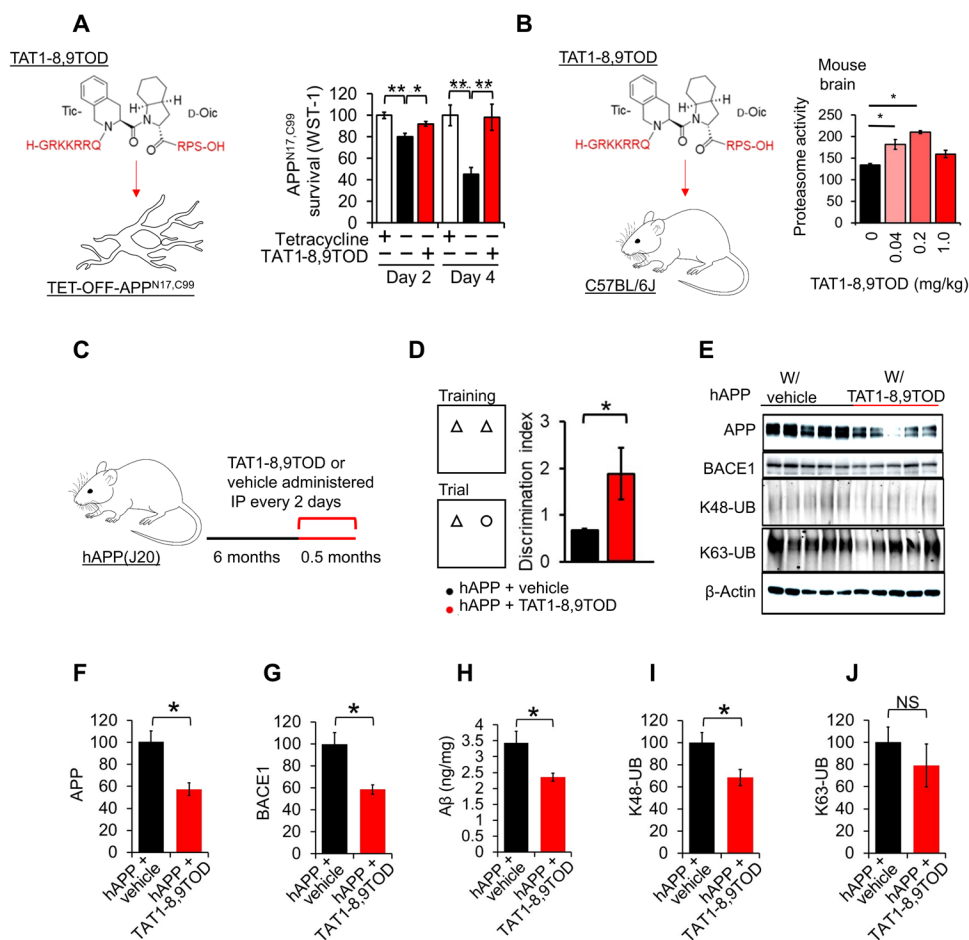 A
TAT1-8,9TOD
Tic-
D-Oic
N
N
H
H
O
O
H-GRKKRRQ
RPS-OH
TET-OFF-APP^N17,C99
APP^N17,C99
survival (WST-1)
120
100
80
60
40
20
0
** * ** **
Tetracycline + − − + − −
TAT1-8,9TOD − − + − − +
Day 2 Day 4
B
TAT1-8,9TOD
Tic-
D-Oic
N
N
H
H
O
O
H-GRKKRRQ
RPS-OH
C57BL/6J
Mouse
brain
Proteasome activity
250
200
150
100
50
0
*
*
0 0.04 0.2 1.0
TAT1-8,9TOD (mg/kg)
C
TAT1-8,9TOD or
vehicle administered
IP every 2 days
hAPP(J20)
6 months
0.5 months
D
Training
Trial
Discrimination index
3
2
1
0
*
hAPP + vehicle
hAPP + TAT1-8,9TOD
E
hAPP
W/
vehicle
W/
TAT1-8,9TOD
APP
BACE1
K48-UB
K63-UB
β-Actin
F
APP
120
100
80
60
40
20
0
*
hAPP +
vehicle
hAPP +
TAT1-8,9TOD
G
BACE1
120
100
80
60
40
20
0
*
hAPP +
vehicle
hAPP +
TAT1-8,9TOD
H
Aβ (ng/mg)
4
3.5
3
2.5
2
1.5
1
0.5
0
*
hAPP +
vehicle
hAPP +
TAT1-8,9TOD
I
K48-UB
120
100
80
60
40
20
0
*
hAPP +
vehicle
hAPP +
TAT1-8,9TOD
J
K63-UB
120
100
80
60
40
20
0
NS
hAPP +
vehicle
hAPP +
TAT1-8,9TOD